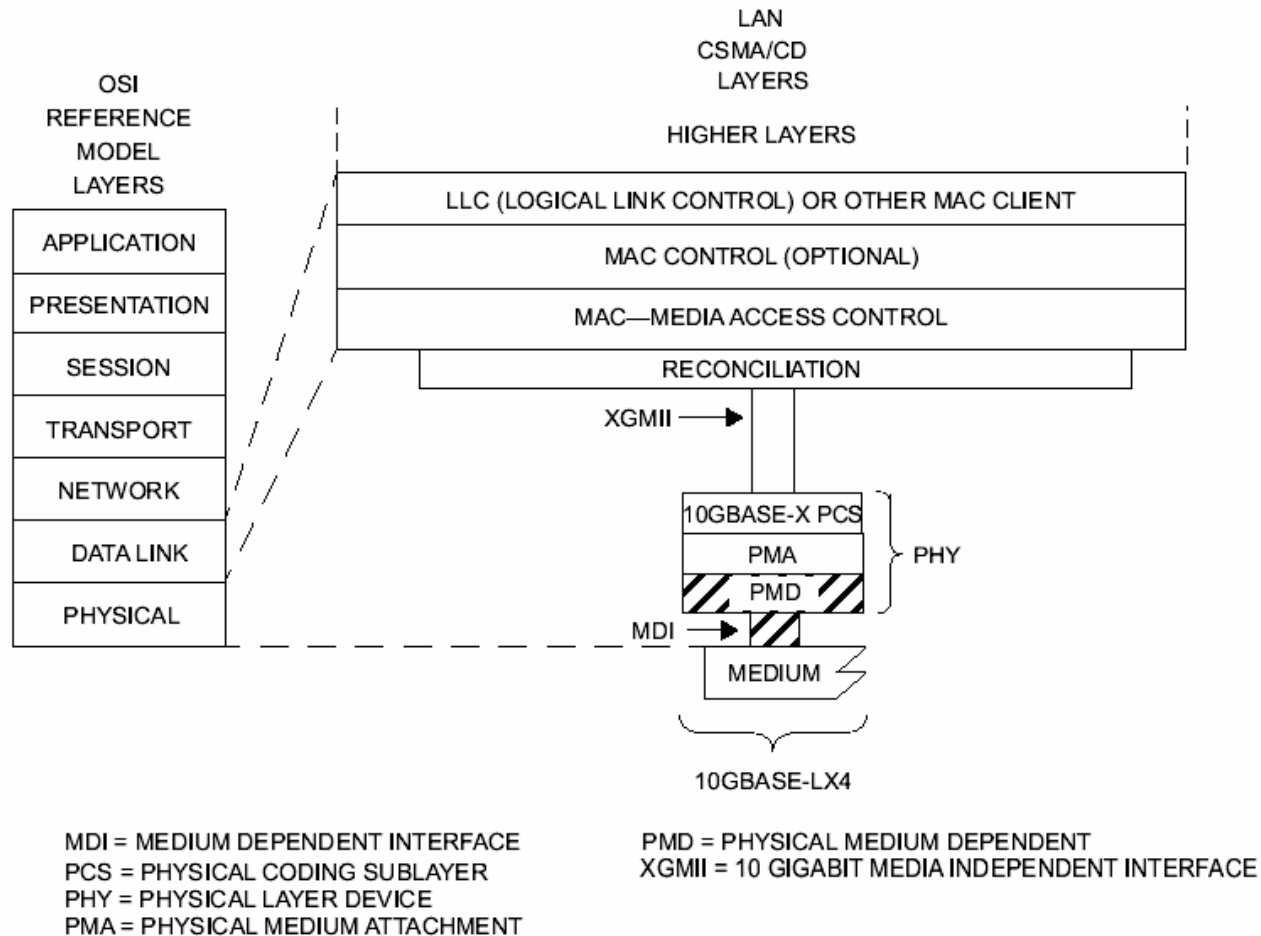 OSI
REFERENCE
MODEL
LAYERS
APPLICATION
PRESENTATION
SESSION
TRANSPORT
NETWORK
DATA LINK
PHYSICAL
LAN
CSMA/CD
LAYERS
HIGHER LAYERS
LLC (LOGICAL LINK CONTROL) OR OTHER MAC CLIENT
MAC CONTROL (OPTIONAL)
MAC—MEDIA ACCESS CONTROL
RECONCILIATION
XGMII
10GBASE-X PCS
PMA
PMD
PHY
MDI
MEDIUM
10GBASE-LX4
MDI = MEDIUM DEPENDENT INTERFACE
PCS = PHYSICAL CODING SUBLAYER
PHY = PHYSICAL LAYER DEVICE
PMA = PHYSICAL MEDIUM ATTACHMENT
PMD = PHYSICAL MEDIUM DEPENDENT
XGMII = 10 GIGABIT MEDIA INDEPENDENT INTERFACE